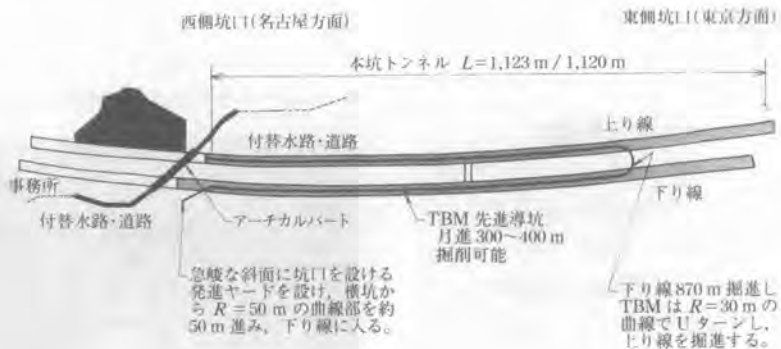 西側坑口(名古屋方面)
東側坑口(東京方面)
本坑トンネル L=1,123 m / 1,120 m
付替水路・道路
上り線
下り線
事務所
付替水路・道路
アーチカルバート
TBM 先進導坑
月進300〜400 m
掘削可能
急峻な斜面に坑口を設ける
発進ヤードを設け，横坑か
ら R=50 m の曲線部を約
50 m 進み，下り線に入る。
下り線870 m 掘進し
TBM は R=30 m の
曲線で U ターンし，
上り線を掘進する。